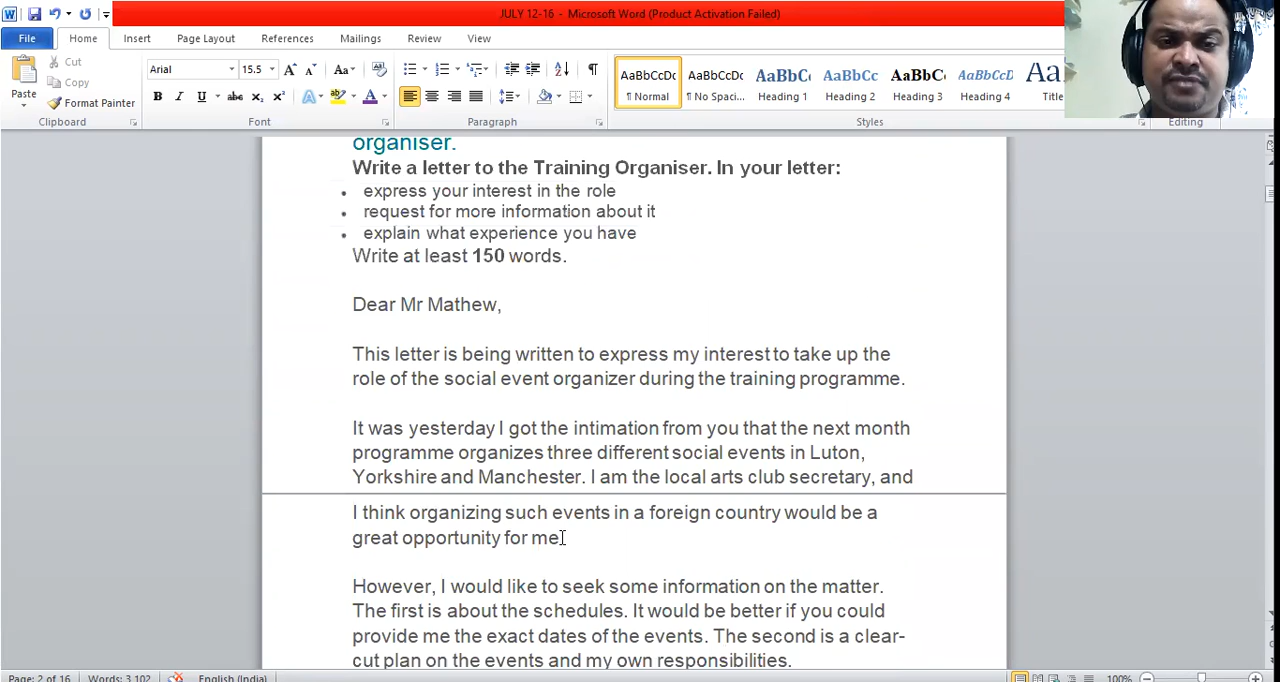 JULY 12-16 - Microsoft Word (Product Activation Failed)
File Home Insert Page Layout References Mailings Review View
Cut
Copy
Paste
Format Painter
Arial 15.5
AaBbCcDc AaBbCcDc AaBbC AaBbC AaBbC AaBbCcD Aa
¶ Normal ¶ No Spaci... Heading 1 Heading 2 Heading 3 Heading 4 Title
Clipboard Font Paragraph Styles Editing
organiser.
Write a letter to the Training Organiser. In your letter:
• express your interest in the role
• request for more information about it
• explain what experience you have
Write at least 150 words.
Dear Mr Mathew,
This letter is being written to express my interest to take up the
role of the social event organizer during the training programme.
It was yesterday I got the intimation from you that the next month
programme organizes three different social events in Luton,
Yorkshire and Manchester. I am the local arts club secretary, and
I think organizing such events in a foreign country would be a
great opportunity for me.
However, I would like to seek some information on the matter.
The first is about the schedules. It would be better if you could
provide me the exact dates of the events. The second is a clear-
cut plan on the events and my own responsibilities.
Page: 2 of 16 Words: 3,102 English (India) 100%